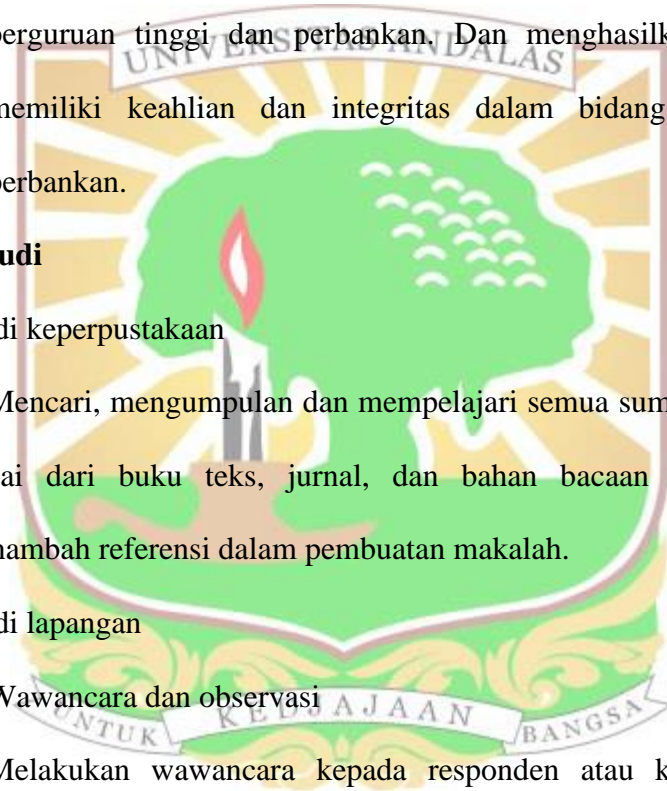 perguruan tinggi dan perbankan. Dan menghasilk
UNIVERSITAS ANDALAS
memiliki keahlian dan integritas dalam bidang
perbankan.
udi
di keperpustakaan
Mencari, mengumpulan dan mempelajari semua sum
ai dari buku teks, jurnal, dan bahan bacaan
nambah referensi dalam pembuatan makalah.
di lapangan
Wawancara dan observasi
UNTUK KEDJAJAAN BANGSA
Melakukan wawancara kepada responden atau k